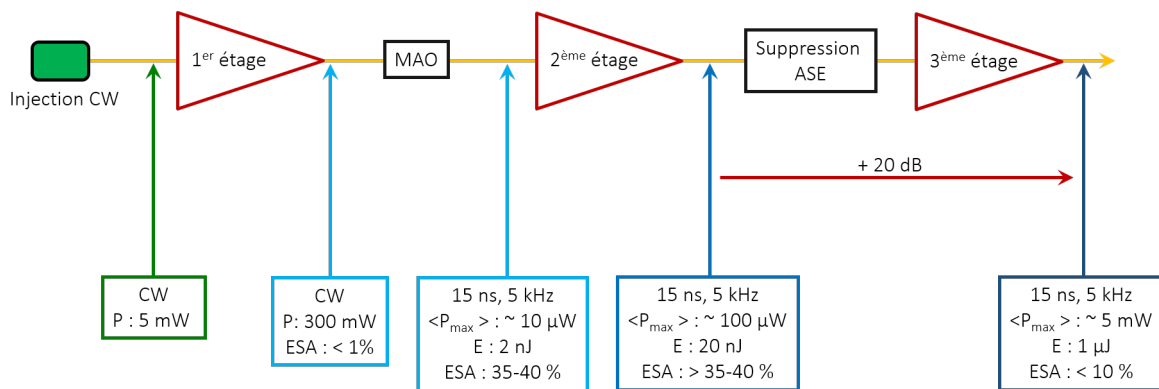 Injection CW
1er étage
MAO
2ème étage
Suppression
ASE
3ème étage
+ 20 dB
CW
P : 5 mW
CW
P: 300 mW
ESA : < 1%
15 ns, 5 kHz
<Pmax > : ~ 10 µW
E : 2 nJ
ESA : 35-40 %
15 ns, 5 kHz
<Pmax > : ~ 100 µW
E : 20 nJ
ESA : > 35-40 %
15 ns, 5 kHz
<Pmax > : ~ 5 mW
E : 1 µJ
ESA : < 10 %